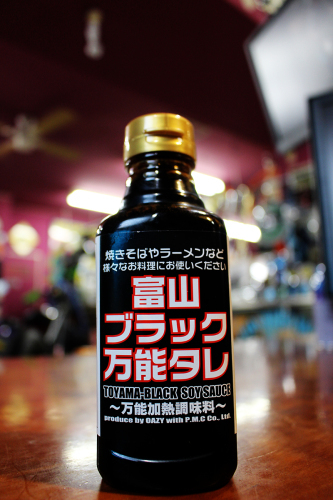 焼きそばやラーメンなど
様々なお料理にお使いください
富山
ブラック
万能タレ
TOYAMA-BLACK SOY SAUCE
～万能加熱調味料～
produce by OAZY with P.M.C Co., Ltd.